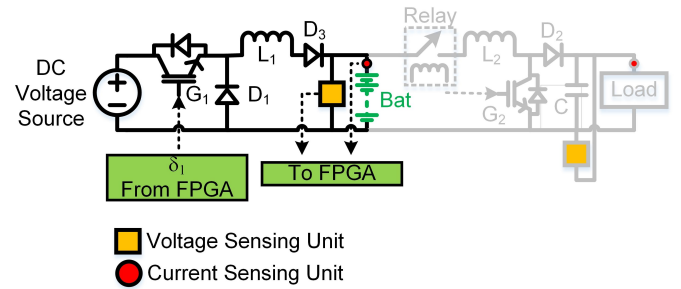 Relay
D₃
D₂
L₁
L₂
DC
Voltage
Source
G₁
D₁
Bat
G₂
C
Load
δ₁
From FPGA
To FPGA
Voltage Sensing Unit
Current Sensing Unit